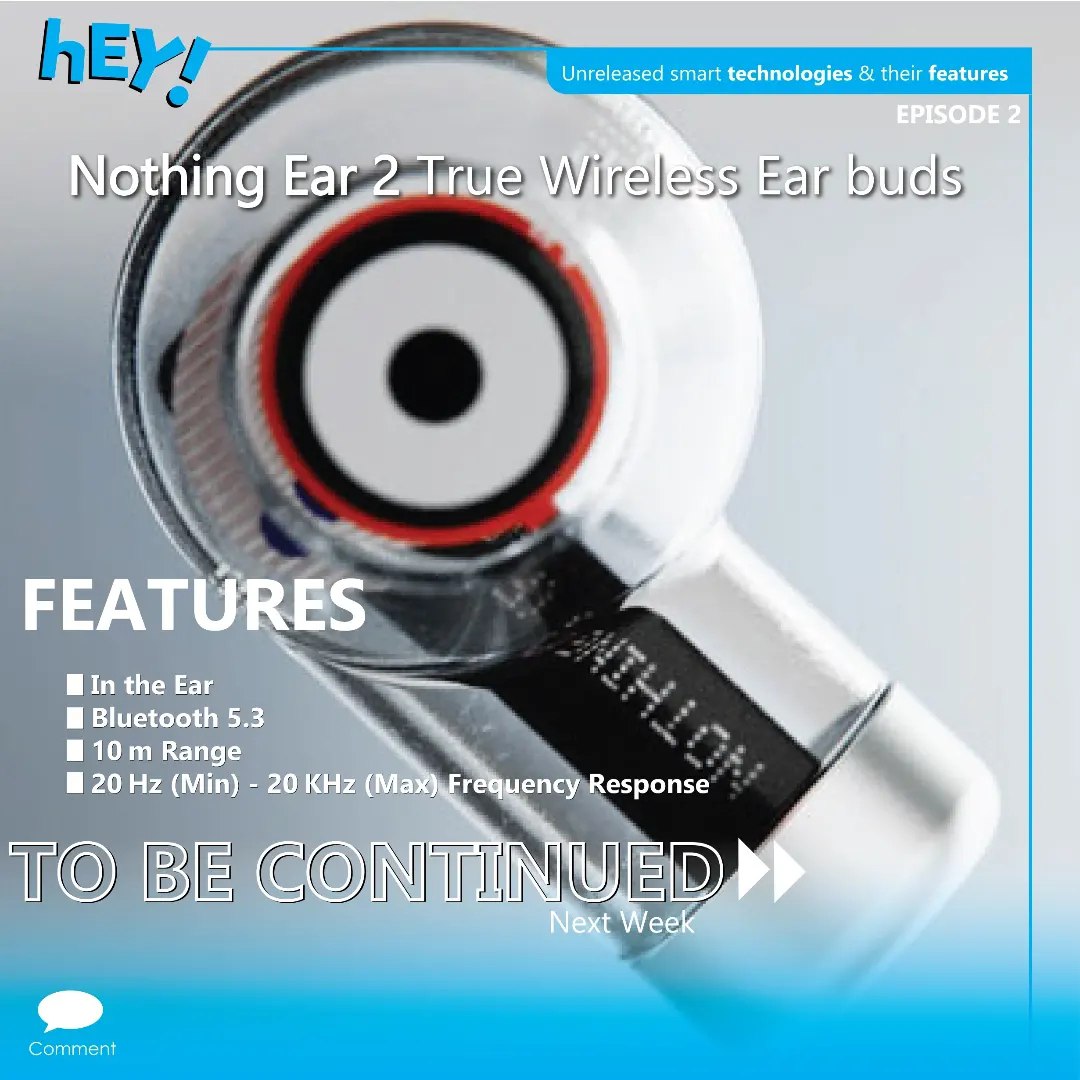 hEY!
Unreleased smart technologies & their features
EPISODE 2
Nothing Ear 2 True Wireless Ear buds
FEATURES
In the Ear
Bluetooth 5.3
10 m Range
20 Hz (Min) - 20 KHz (Max) Frequency Response
NOTHING
TO BE CONTINUED
Next Week
Comment